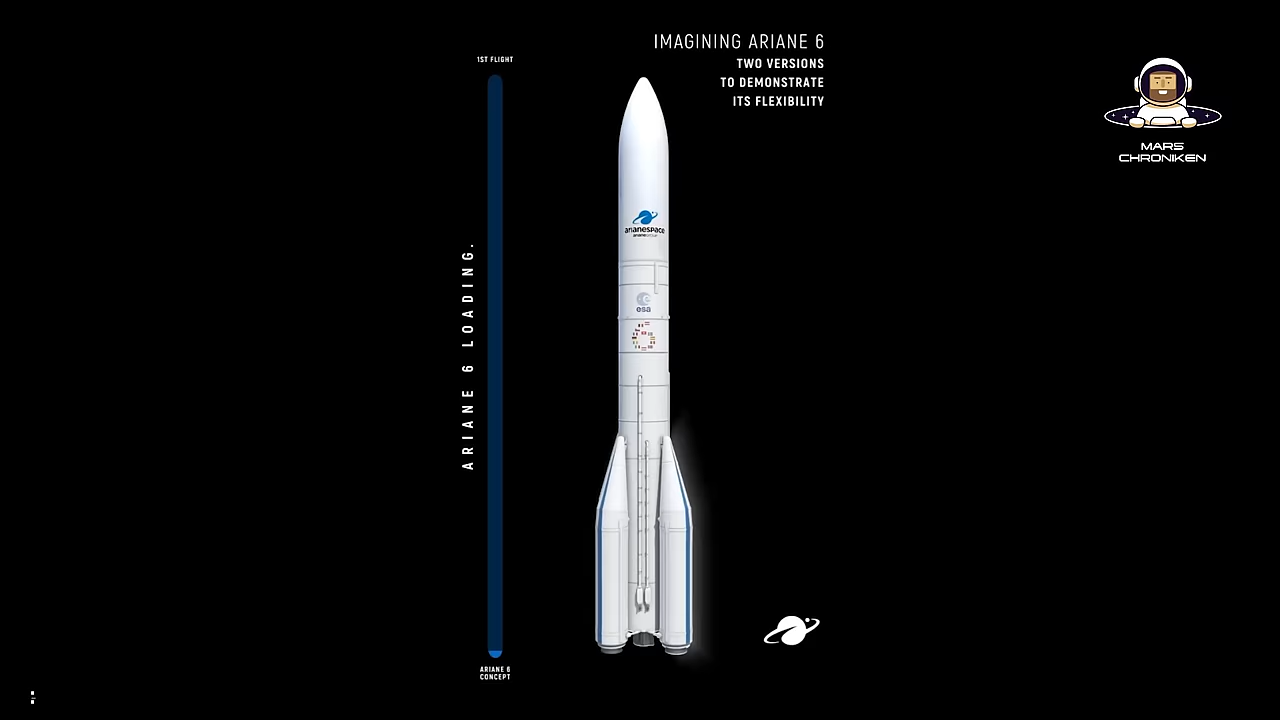 IMAGINING ARIANE 6
TWO VERSIONS
TO DEMONSTRATE
ITS FLEXIBILITY
1ST FLIGHT
ARIANE 6 LOADING.
ARIANE 6
CONCEPT
arianespace
esa
MARS
CHRONIKEN